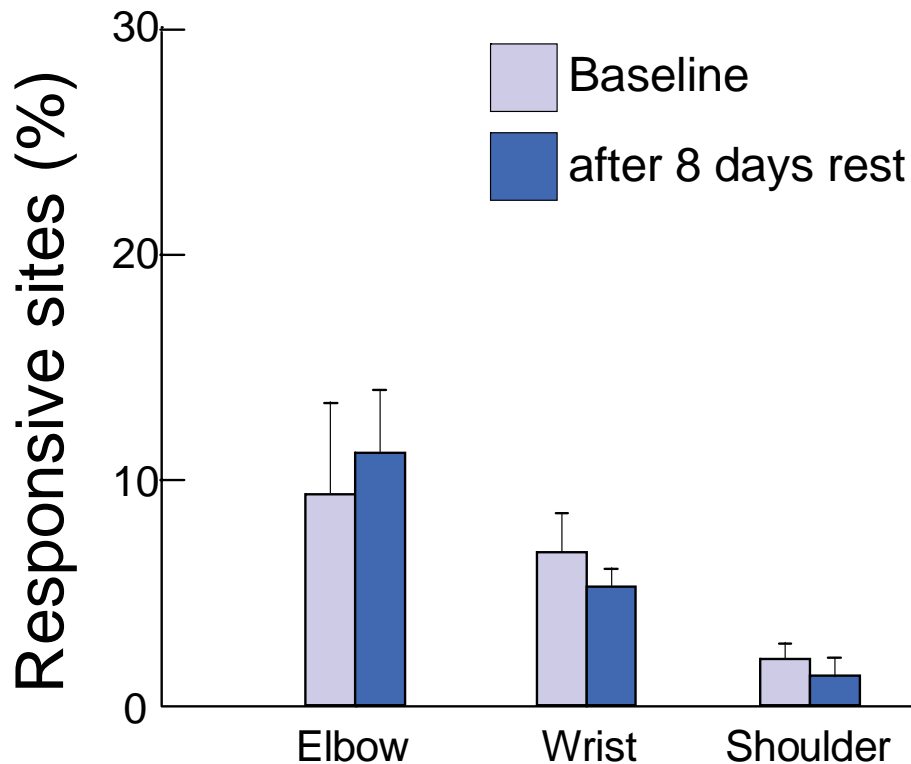 Responsive sites (%)
30
20
10
0
Baseline
after 8 days rest
Elbow
Wrist
Shoulder